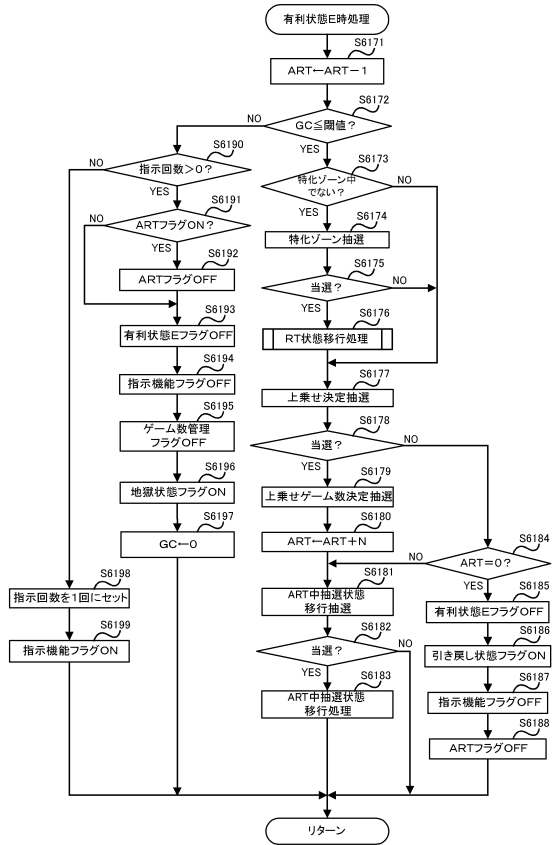 有利状態E時処理
S6171
ART←ART－1
S6172
GC≦閾値？
NO
YES
S6190
指示回数＞0？
NO
YES
S6173
特化ゾーン中
でない？
NO
YES
S6191
ARTフラグON？
NO
YES
S6174
特化ゾーン抽選
S6192
ARTフラグOFF
S6175
当選？
NO
YES
S6193
有利状態EフラグOFF
S6176
RT状態移行処理
S6194
指示機能フラグOFF
S6177
上乗せ決定抽選
S6195
ゲーム数管理
フラグOFF
S6178
当選？
NO
YES
S6196
地獄状態フラグON
S6179
上乗せゲーム数決定抽選
S6197
GC←0
S6180
ART←ART＋N
S6184
ART＝0？
NO
YES
S6198
指示回数を1回にセット
S6181
ART中抽選状態
移行抽選
S6185
有利状態EフラグOFF
S6199
指示機能フラグON
S6182
当選？
NO
YES
S6186
引き戻し状態フラグON
S6183
ART中抽選状態
移行処理
S6187
指示機能フラグOFF
S6188
ARTフラグOFF
リターン